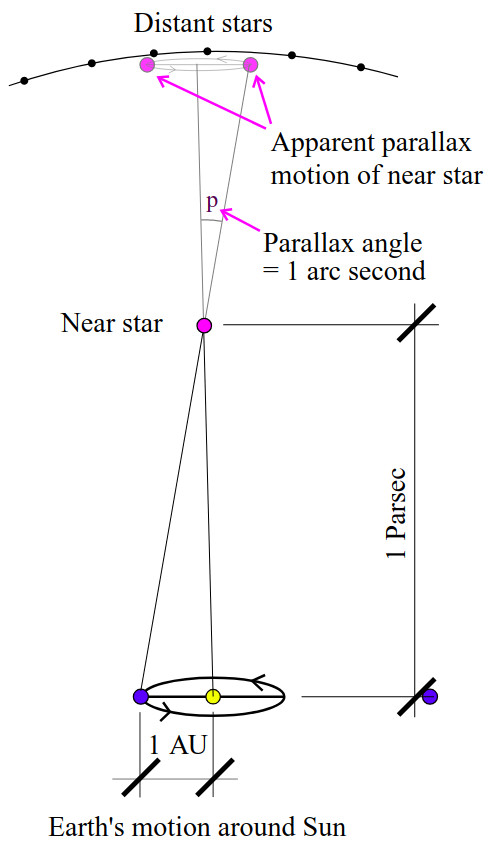 Distant stars
Apparent parallax
motion of near star
p
Parallax angle
= 1 arc second
Near star
1 Parsec
1 AU
Earth's motion around Sun